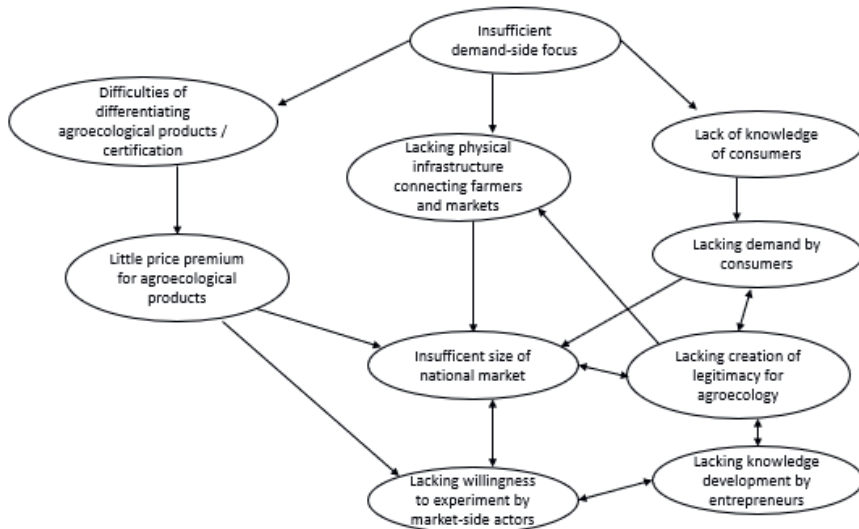 Insufficient
demand-side focus
Difficulties of
differentiating
agroecological products /
certification
Lacking physical
infrastructure
connecting farmers
and markets
Lack of knowledge
of consumers
Lacking demand by
consumers
Little price premium
for agroecological
products
Insufficent size of
national market
Lacking creation of
legitimacy for
agroecology
Lacking willingness
to experiment by
market-side actors
Lacking knowledge
development by
entrepreneurs